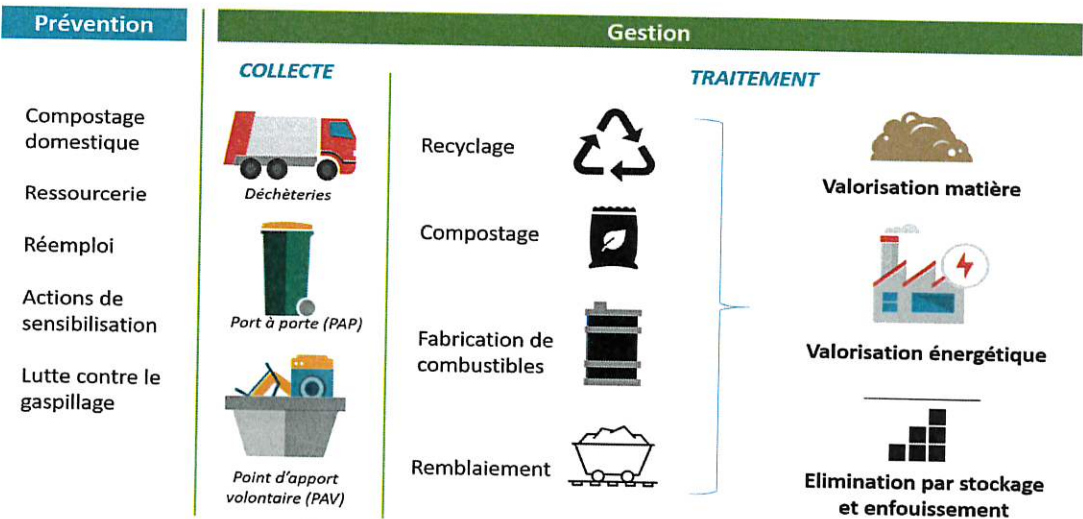 Prévention
Gestion
COLLECTE
TRAITEMENT
Compostage
domestique
Ressourcerie
Réemploi
Actions de
sensibilisation
Lutte contre le
gaspillage
Déchèteries
Port à porte (PAP)
Point d'apport
volontaire (PAV)
Recyclage
Compostage
Fabrication de
combustibles
Remblaiement
Valorisation matière
Valorisation énergétique
Elimination par stockage
et enfouissement